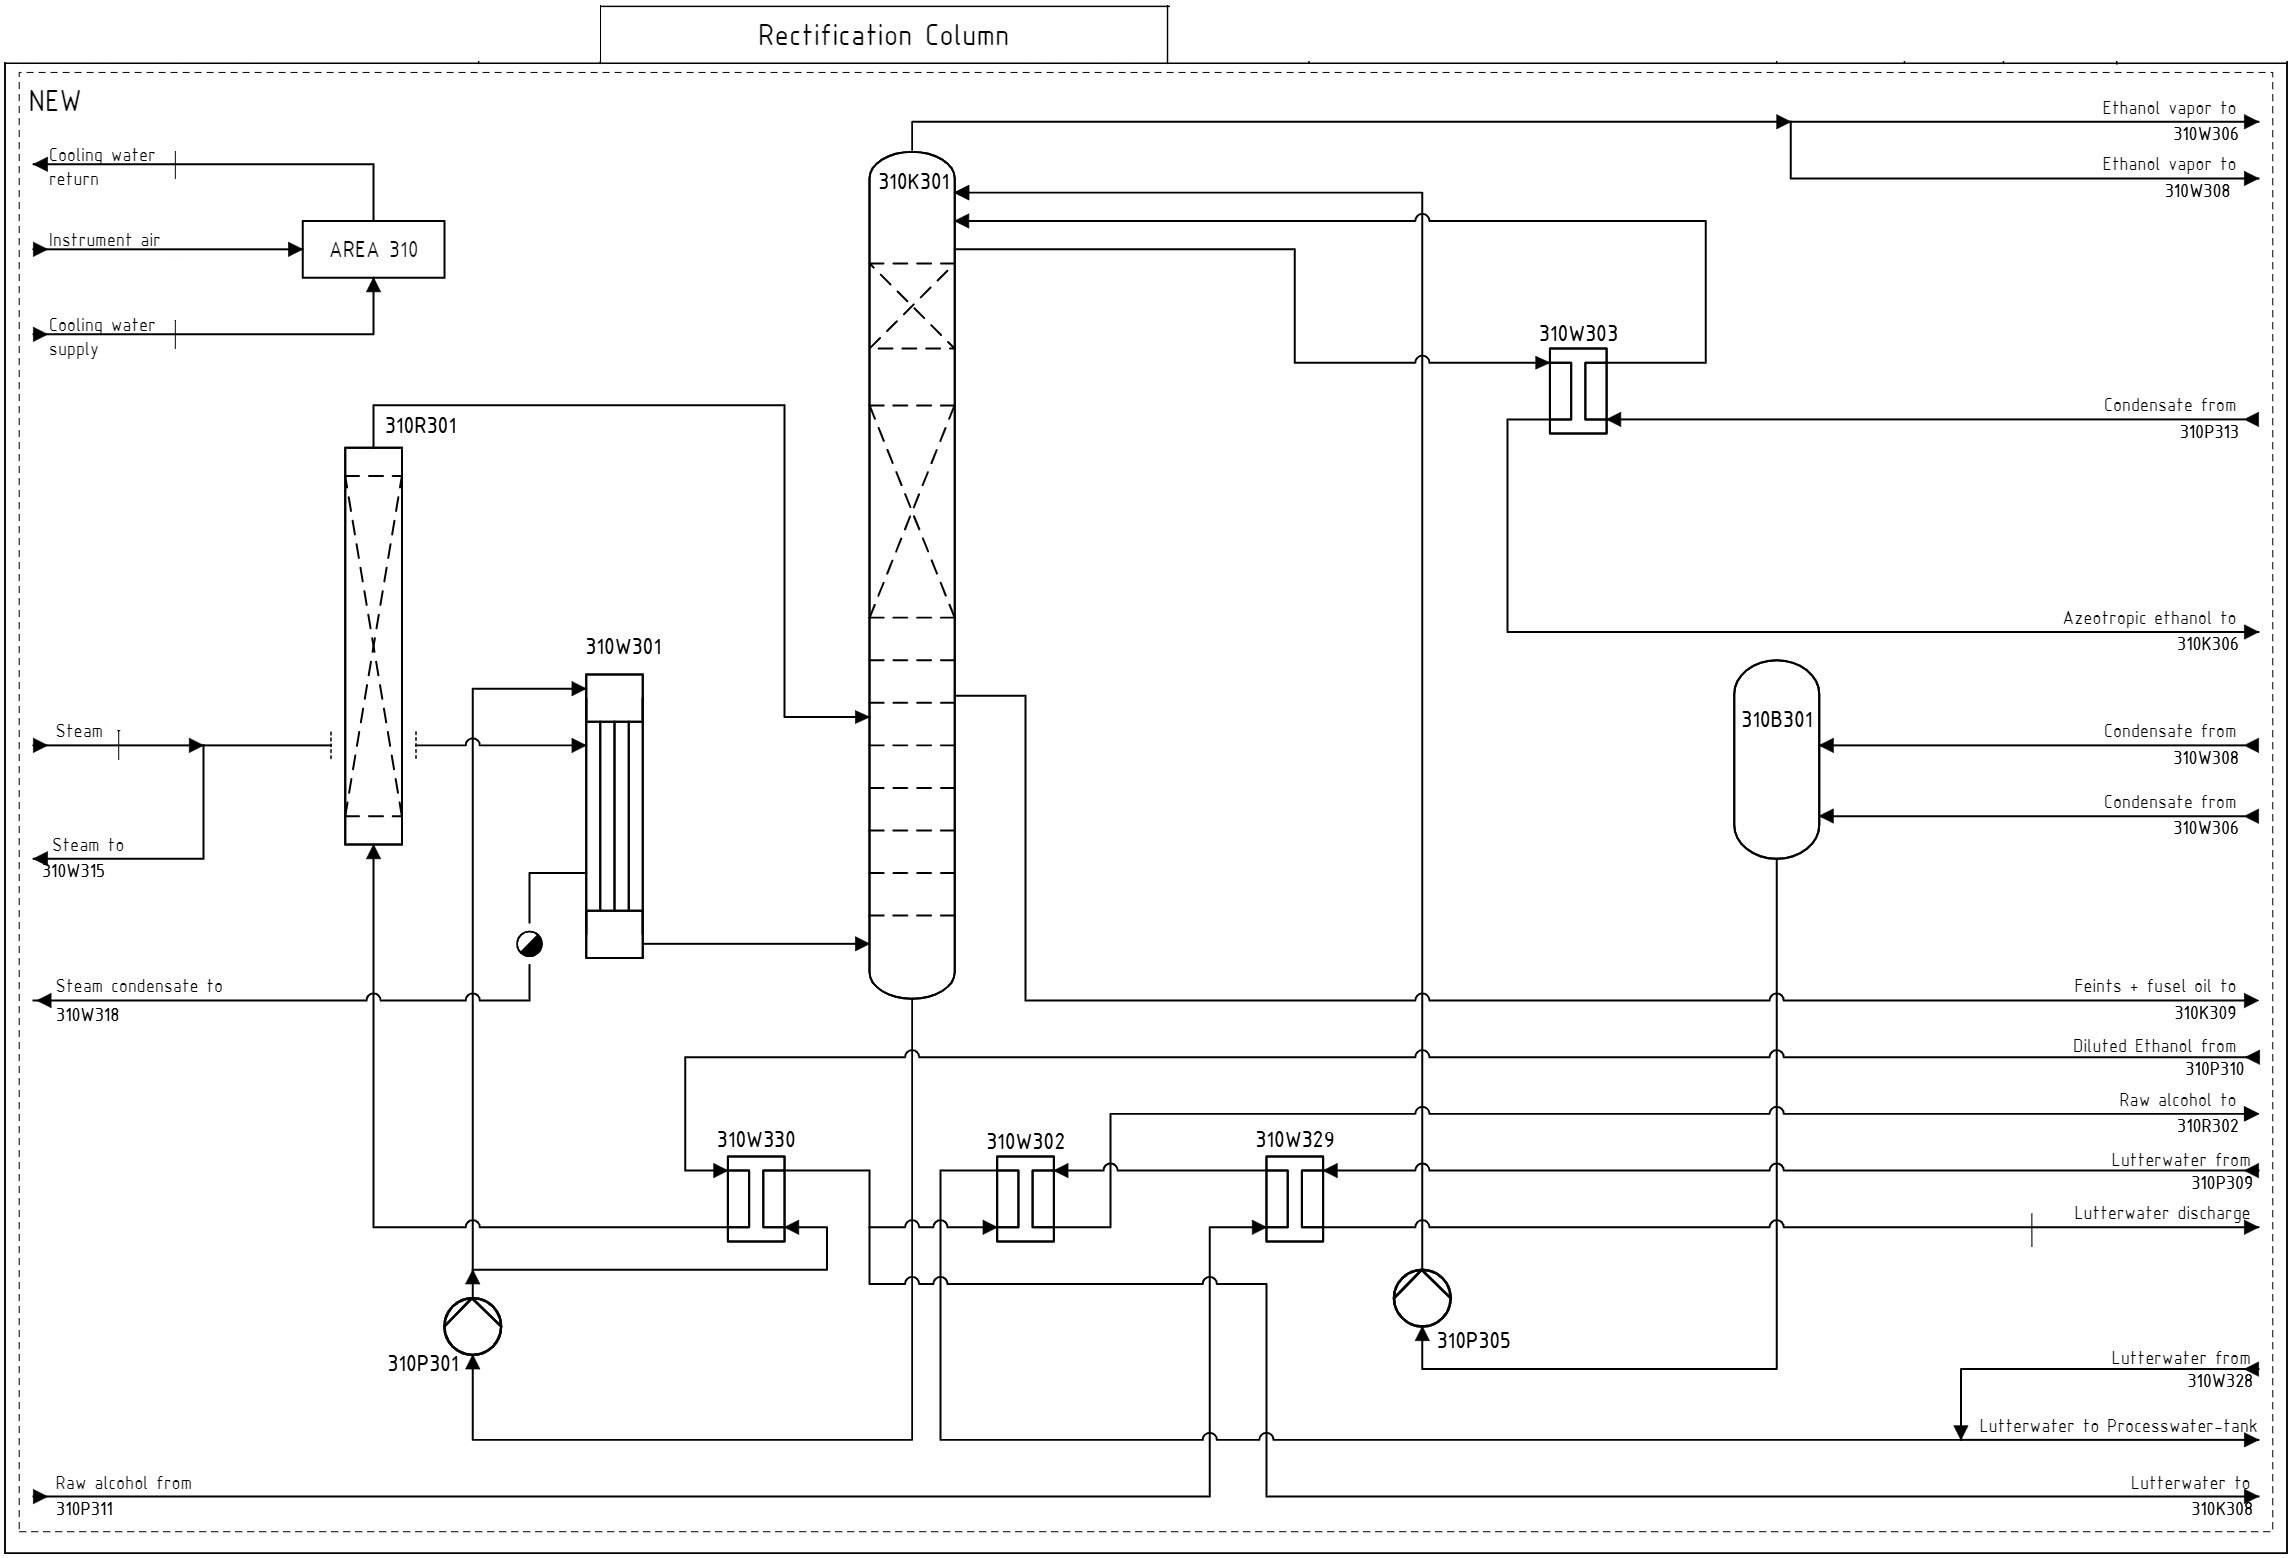 Rectification Column
NEW
Ethanol vapor to
310W306
Cooling water
return
Ethanol vapor to
310W308
310K301
Instrument air
AREA 310
Cooling water
supply
310W303
Condensate from
310P313
310R301
Azeotropic ethanol to
310K306
310W301
310B301
Steam
Condensate from
310W308
Condensate from
310W306
Steam to
310W315
Steam condensate to
310W318
Feints + fusel oil to
310K309
Diluted Ethanol from
310P310
Raw alcohol to
310R302
310W330
310W302
310W329
Lutterwater from
310P309
Lutterwater discharge
310P301
310P305
Lutterwater from
310W328
Lutterwater to Processwater-tank
Raw alcohol from
310P311
Lutterwater to
310K308